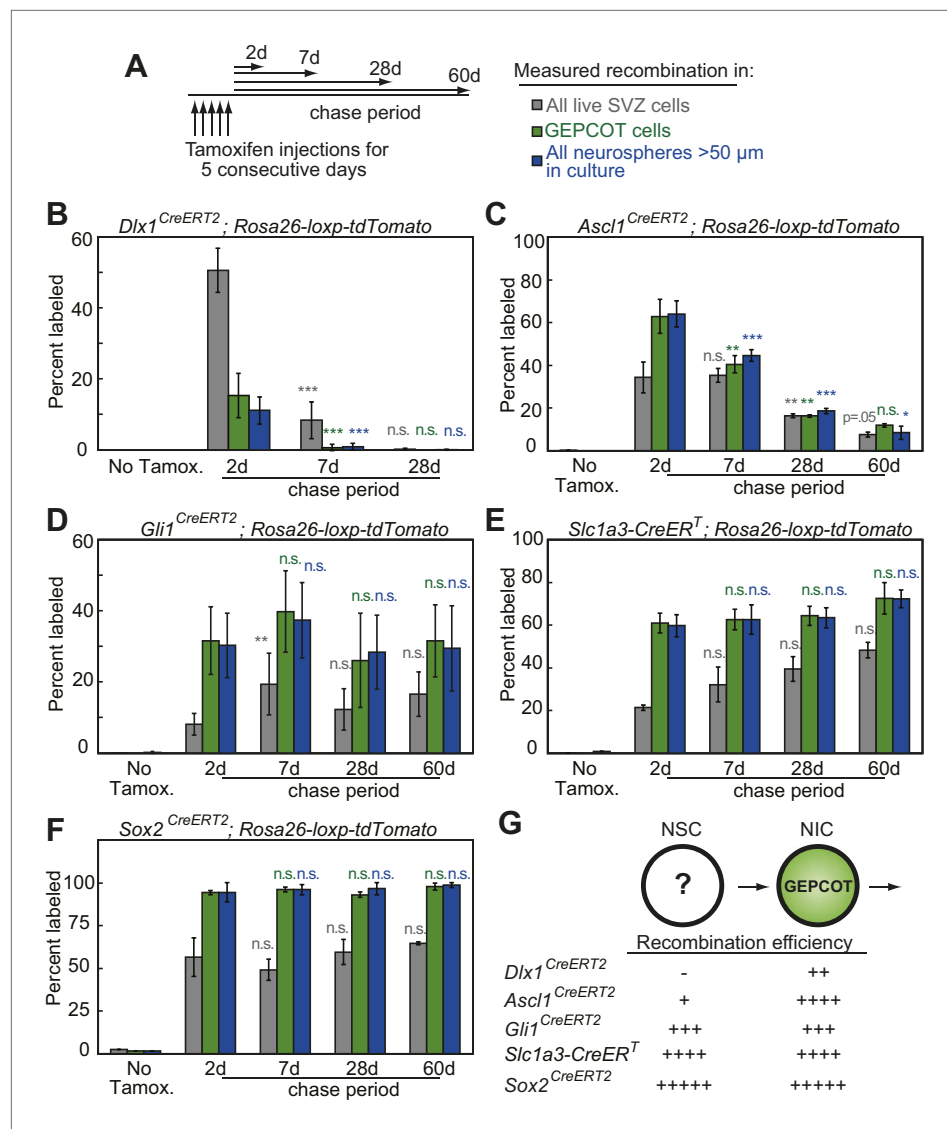 A
2d
7d
28d
60d
chase period
Tamoxifen injections for
5 consecutive days
Measured recombination in:
All live SVZ cells
GEPCOT cells
All neurospheres >50 µm
in culture
B
Dlx1CreERT2; Rosa26-loxp-tdTomato
Percent labeled
60
40
20
0
***
*** ***
n.s. n.s. n.s.
No Tamox. 2d 7d 28d
chase period
C
Ascl1CreERT2; Rosa26-loxp-tdTomato
Percent labeled
100
80
60
40
20
0
n.s. ** ***
** ** ***
p=.05 n.s. *
No 2d 7d 28d 60d
Tamox.
chase period
D
Gli1CreERT2; Rosa26-loxp-tdTomato
Percent labeled
60
40
20
0
** n.s. n.s.
n.s. n.s. n.s.
n.s. n.s. n.s.
No 2d 7d 28d 60d
Tamox.
chase period
E
Slc1a3-CreERT; Rosa26-loxp-tdTomato
Percent labeled
100
80
60
40
20
0
n.s. n.s. n.s.
n.s. n.s. n.s.
n.s. n.s. n.s.
No 2d 7d 28d 60d
Tamox.
chase period
F
Sox2CreERT2; Rosa26-loxp-tdTomato
Percent labeled
100
75
50
25
0
n.s. n.s. n.s.
n.s. n.s. n.s.
n.s. n.s. n.s.
No 2d 7d 28d 60d
Tamox.
chase period
G
NSC NIC
? GEPCOT
Recombination efficiency
Dlx1CreERT2 - ++
Ascl1CreERT2 + ++++
Gli1CreERT2 +++ +++
Slc1a3-CreERT ++++ ++++
Sox2CreERT2 +++++ +++++